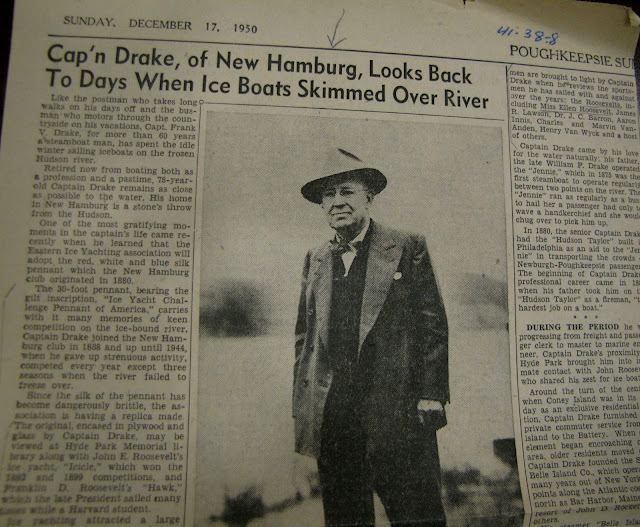 SUNDAY, DECEMBER 17, 1950
41-38-8
POUGHKEEPSIE SU
Cap'n Drake, of New Hamburg, Looks Back
To Days When Ice Boats Skimmed Over River
Like the postman who takes long
walks on his days off and the bus-
man who motors through the coun-
tryside on his vacations, Capt. Frank
V. Drake, for more than 60 years
a steamboat man, has spent the idle
winter sailing iceboats on the frozen
Hudson river.
Retired now from boating both as
a profession and a pastime, 78-year-
old Captain Drake remains as close
as possible to the water. His home
in New Hamburg is a stone's throw
from the Hudson.
One of the most gratifying mo-
ments in the captain's life came re-
cently when he learned that the
Eastern Ice Yachting association will
adopt the red, white and blue silk
pennant which the New Hamburg
club originated in 1880.
The 30-foot pennant, bearing the
gilt inscription, "Ice Yacht Chal-
lenge Pennant of America," carries
with it many memories of keen
competition on the ice-bound river.
Captain Drake joined the New Ham-
burg club in 1888 and up until 1944,
when he gave up strenuous activity,
competed every year except three
seasons when the river failed to
freeze over.
Since the silk of the pennant has
become dangerously brittle, the as-
sociation is having a replica made.
The original, encased in plywood and
glass by Captain Drake, may be
viewed at Hyde Park Memorial li-
brary along with John E. Roosevelt's
ice yacht, "Icicle," which won the
1892 and 1899 competitions, and
Franklin D. Roosevelt's "Hawk,"
which the late President sailed many
times while a Harvard student.
Ice yachting attracted a large
men are brought to light by Captain
Drake when he reviews the sports-
men he has sailed with and against
over the years: the Roosevelts, in-
cluding Miss Ellen Roosevelt, James
R. Lawson, Dr. J. C. Barron, Aaron
Innis, Charles and Marvin Van-
Anden, Henry Van Wyck and a host
of others.
Captain Drake came by his love
for the water naturally; his father,
the late William P. Drake, operated
the "Jennie," which in 1875 was the
first steamboat to operate regular
between two points on the river. The
"Jennie" ran as regularly as a bus
to hail her a passenger had only to
wave a handkerchief and she would
chug over to pick him up.
In 1880, the senior Captain Drak
had the "Hudson Taylor" built i
Philadelphia as an aid to the "Jen
nie" in transporting the crowds o
Newburgh-Poughkeepsie passenger
The beginning of Captain Drake
professional career came in 18
when his father took him on t
"Hudson Taylor" as a fireman, "t
hardest job on a boat."
* * *
DURING THE PERIOD he w
progressing from freight and passe
ger clerk to master to marine en
neer, Captain Drake's proximity
Hyde Park brought him into i
mate contact with John Roosev
who shared his zest for ice boat
Around the turn of the cent
when Coney Island was in its
day as an exclusive residential
tion, Captain Drake furnished
private commuter service from
island to the Battery. When
element began encroaching
area, older residents moved
Captain Drake founded the S
Belle Island Co., which oper
many years out of New York
points along the Atlantic co
north as Bar Harbor, Maine
resort of John D. Rocke
others.
"Belle